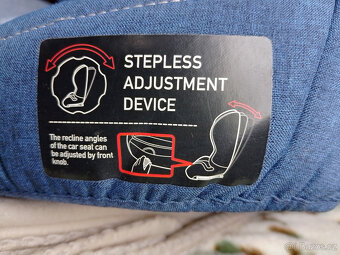 STEPLESS
ADJUSTMENT
DEVICE
The recline angles
of the car seat can
be adjusted by front
knob.